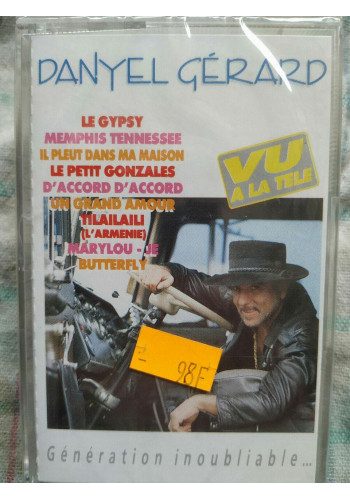 DANYEL GÉRARD
LE GYPSY
MEMPHIS TENNESSEE
IL PLEUT DANS MA MAISON
LE PETIT GONZALES
D'ACCORD D'ACCORD
UN GRAND AMOUR
TILAILAILI
(L'ARMENIE)
MARYLOU - JE
BUTTERFLY
VU
A LA TELE
98F
Génération inoubliable...